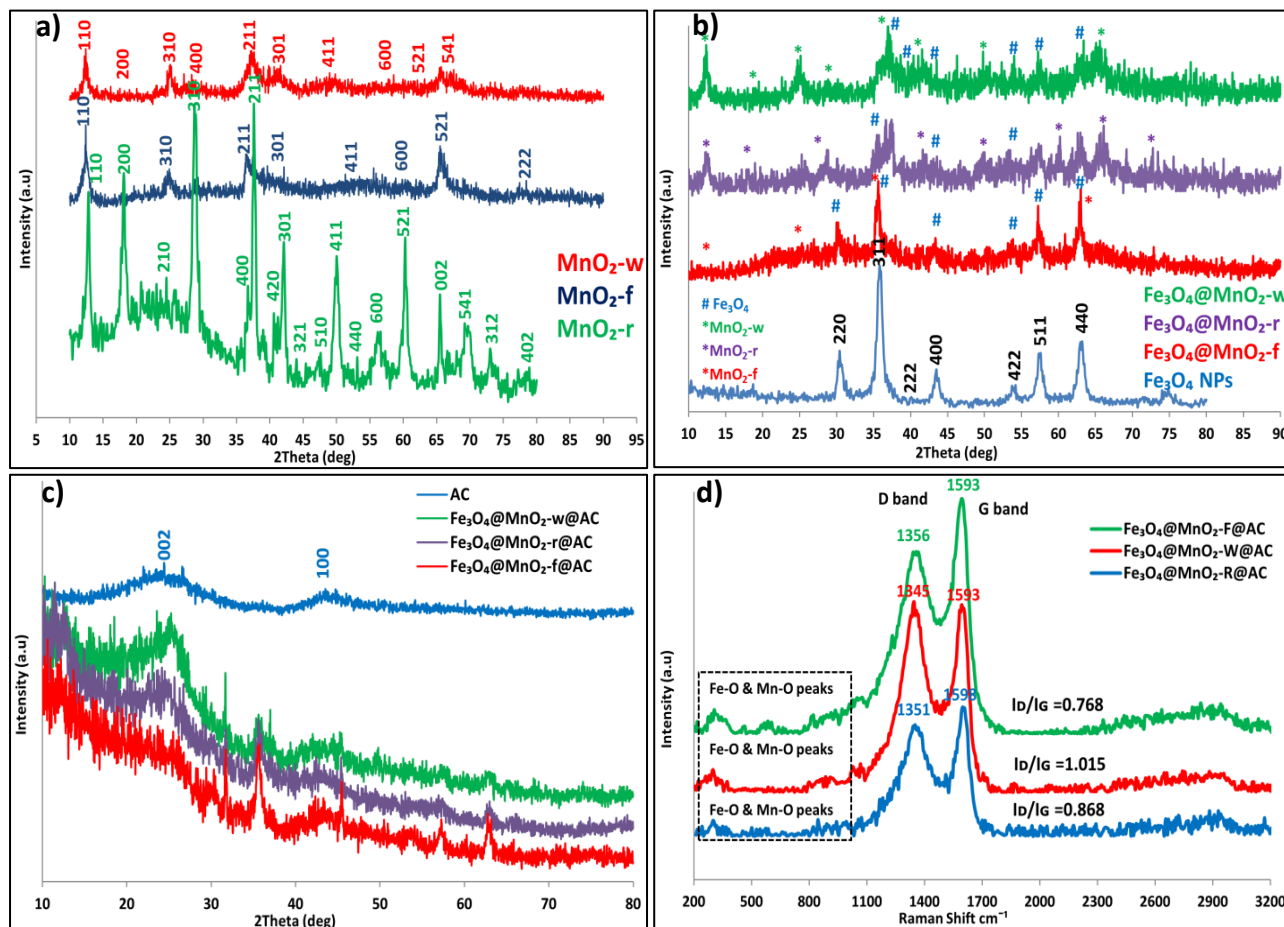 a)
110
200
310
400
211
301
411
600
521
541
110
310
211
301
411
600
521
222
110
200
210
310
400
211
420
301
321
510
411
440
600
521
002
541
312
402
MnO₂-w
MnO₂-f
MnO₂-r
Intensity (a.u)
5 10 15 20 25 30 35 40 45 50 55 60 65 70 75 80 85 90 95
2Theta (deg)
b)
* * * * # # * # * # # # *
* * * # * # * # * * *
* * # * # # # # # *
# Fe₃O₄
*MnO₂-w
*MnO₂-r
*MnO₂-f
220
311
222
400
422
511
440
Fe₃O₄@MnO₂-w
Fe₃O₄@MnO₂-r
Fe₃O₄@MnO₂-f
Fe₃O₄ NPs
Intensity (a.u)
10 15 20 25 30 35 40 45 50 55 60 65 70 75 80 85 90
2Theta (deg)
c)
AC
Fe₃O₄@MnO₂-w@AC
Fe₃O₄@MnO₂-r@AC
Fe₃O₄@MnO₂-f@AC
002
100
Intensity (a.u)
10 20 30 40 50 60 70 80
2Theta (deg)
d)
D band
1593
G band
1356
Fe₃O₄@MnO₂-F@AC
Fe₃O₄@MnO₂-W@AC
Fe₃O₄@MnO₂-R@AC
1345
1593
1351
1593
Fe-O & Mn-O peaks
Fe-O & Mn-O peaks
Fe-O & Mn-O peaks
ID/IG =0.768
ID/IG =1.015
ID/IG =0.868
Intensity (a.u)
200 700 1200 1700 2200 2700 3200
400 900 1400 1900 2400 2900
Raman Shift cm⁻¹